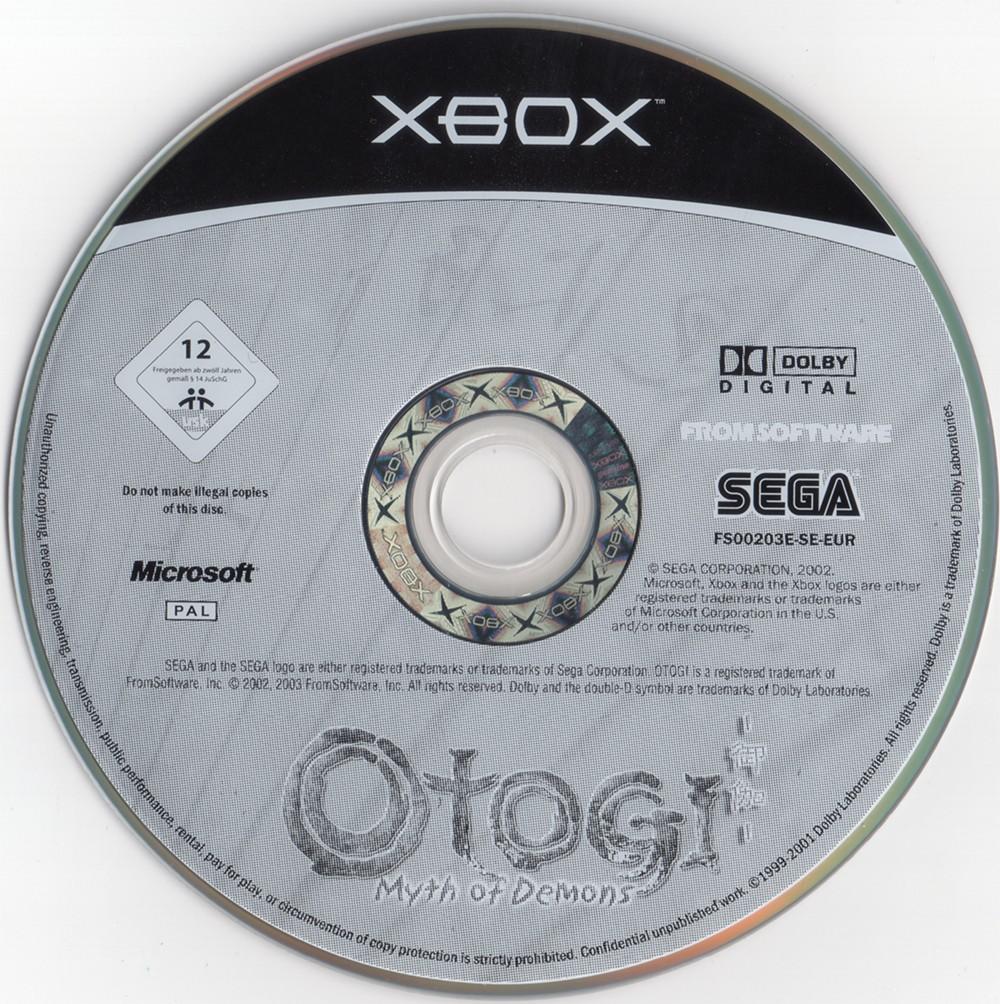 XBOX™
12
Freigegeben ab zwölf Jahren
gemäß § 14 JuSchG
usk
Do not make illegal copies
of this disc.
Microsoft
PAL
DOLBY
DIGITAL
FROMSOFTWARE
SEGA
FS00203E-SE-EUR
© SEGA CORPORATION, 2002.
Microsoft, Xbox and the Xbox logos are either
registered trademarks or trademarks
of Microsoft Corporation in the U.S.
and/or other countries.
SEGA and the SEGA logo are either registered trademarks or trademarks of Sega Corporation. OTOGI is a registered trademark of
FromSoftware, Inc. © 2002, 2003 FromSoftware, Inc. All rights reserved. Dolby and the double-D symbol are trademarks of Dolby Laboratories.
OTOGI
御伽
Myth of Demons
Unauthorized copying, reverse engineering, transmission, public performance, rental, pay for play, or circumvention of copy protection is strictly prohibited. Confidential unpublished work. ©1999-2001 Dolby Laboratories. All rights reserved. Dolby is a trademark of Dolby Laboratories.